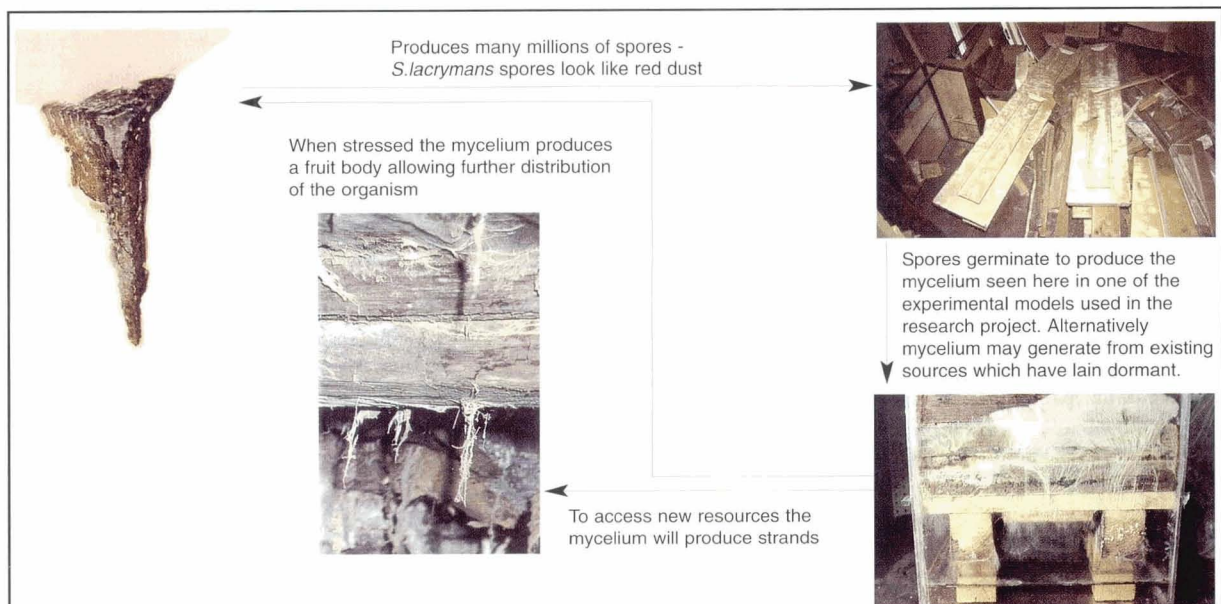 Produces many millions of spores -
S.lacrymans spores look like red dust
When stressed the mycelium produces
a fruit body allowing further distribution
of the organism
Spores germinate to produce the
mycelium seen here in one of the
experimental models used in the
research project. Alternatively
mycelium may generate from existing
sources which have lain dormant.
To access new resources the
mycelium will produce strands